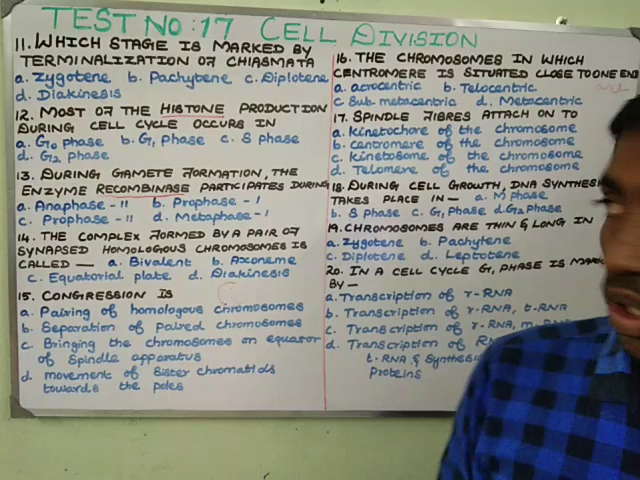 TEST NO: 17 CELL DIVISION
11. WHICH STAGE IS MARKED BY
TERMINALIZATION OF CHIASMATA
a. Zygotene b. Pachytene c. Diplotene
d. Diakinesis
12. MOST OF THE HISTONE PRODUCTION
DURING CELL CYCLE OCCURS IN
a. G0 phase b. G1 phase c. S phase
d. G2 phase
13. DURING GAMETE FORMATION, THE
ENZYME RECOMBINASE PARTICIPATES DURING
a. Anaphase-II b. Prophase-I
c. Prophase-II d. Metaphase-I
14. THE COMPLEX FORMED BY A PAIR OF
SYNAPSED HOMOLOGOUS CHROMOSOMES IS
CALLED — a. Bivalent b. Axoneme
c. Equatorial plate d. Diakinesis
15. CONGRESSION IS
a. Pairing of homologous chromosomes
b. Separation of Paired chromosomes
c. Bringing the chromosomes on equator
of Spindle apparatus
d. movement of Sister chromatids
towards the poles
16. THE CHROMOSOMES IN WHICH
CENTROMERE IS SITUATED CLOSE TO ONE END
a. acrocentric b. Telocentric
c. Sub. metacentric d. Metacentric
17. SPINDLE FIBRES ATTACH ON TO
a. kinetochore of the chromosome
b. centromere of the chromosome
c. kinetosome of the chromosome
d. Telomere of the chromosome
18. DURING CELL GROWTH, DNA SYNTHESI
TAKES PLACE IN — a. M phase
b. S phase c. G1 phase d. G2 phase
19. CHROMOSOMES ARE THIN & LONG IN
a. Zygotene b. Pachytene
c. Diplotene d. Leptotene
20. IN A CELL CYCLE G1 PHASE IS MARK
BY —
a. Transcription of r-RNA
b. Transcription of r-RNA, t-RNA
c. Transcription of r-RNA, m-RNA
d. Transcription of RN
t-RNA & Synthesi
Proteins